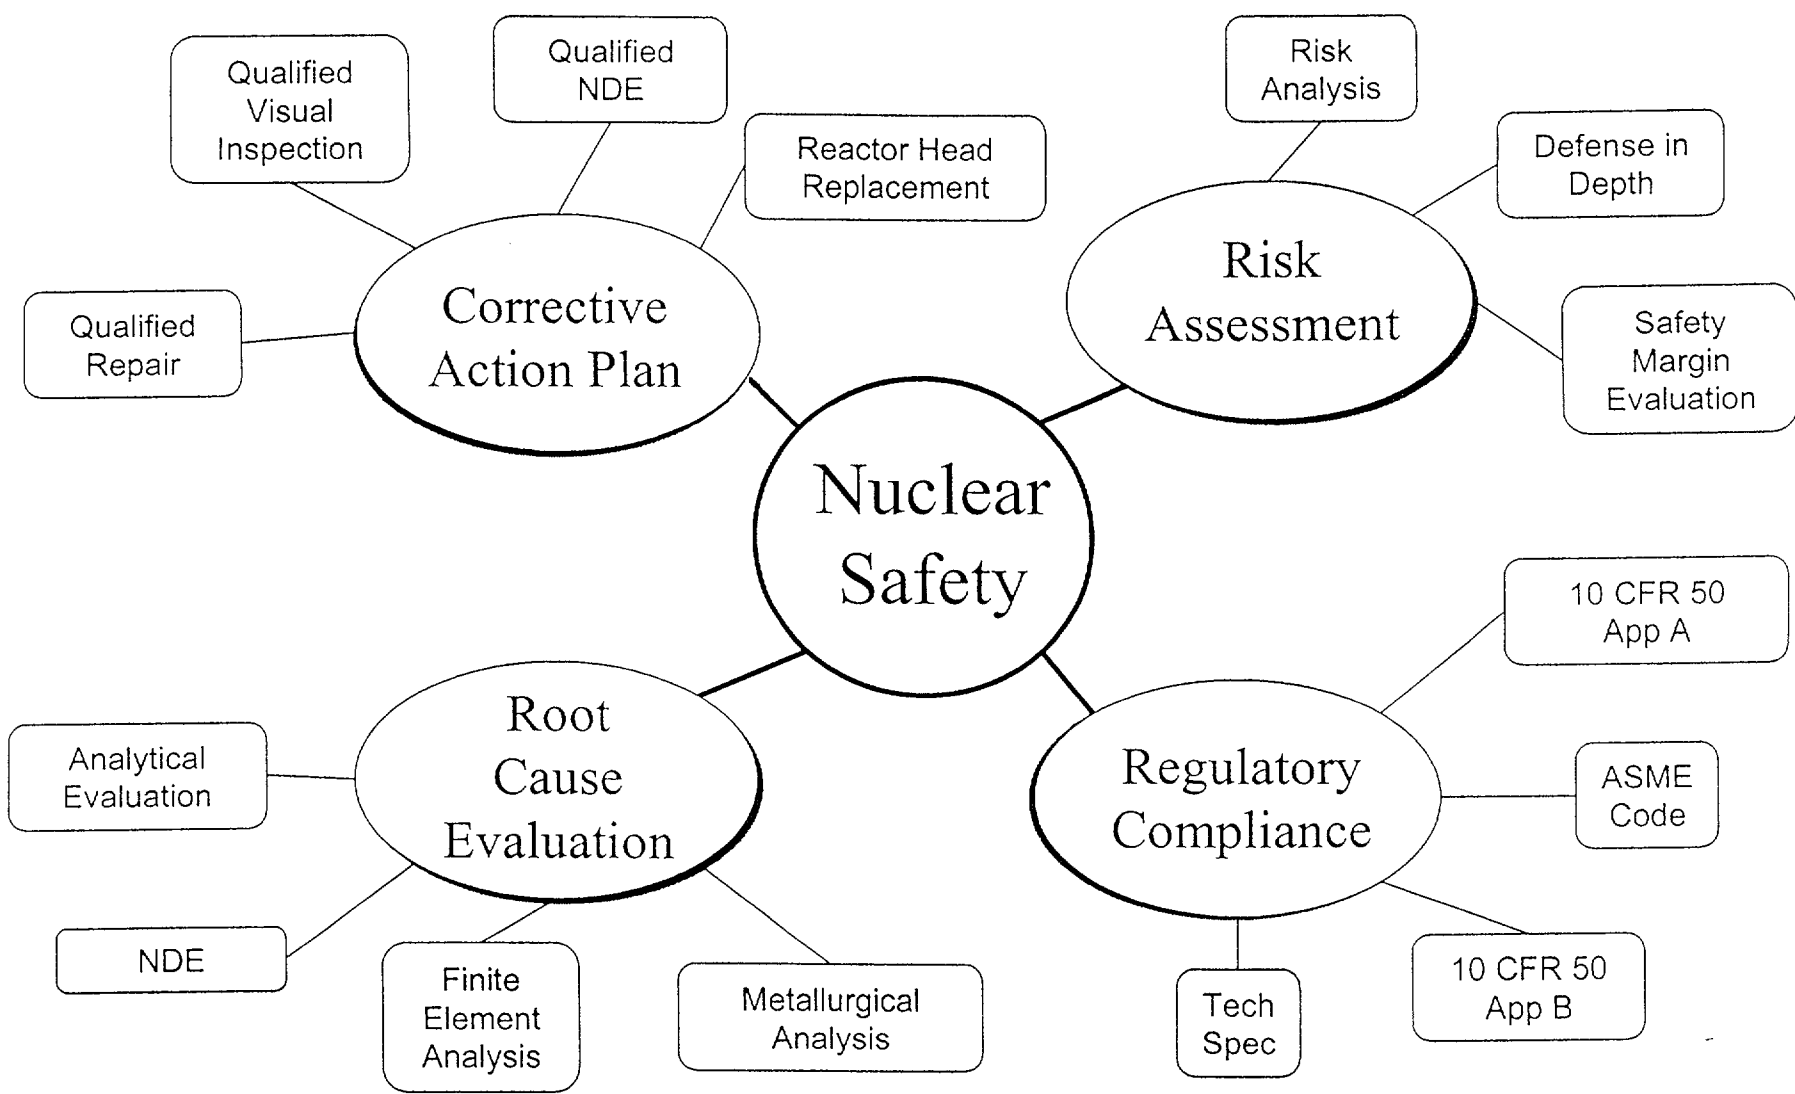 Qualified
Visual
Inspection
Qualified
NDE
Reactor Head
Replacement
Qualified
Repair
Corrective
Action Plan
Risk
Analysis
Defense in
Depth
Safety
Margin
Evaluation
Risk
Assessment
Nuclear
Safety
Root
Cause
Evaluation
Analytical
Evaluation
NDE
Finite
Element
Analysis
Metallurgical
Analysis
Regulatory
Compliance
10 CFR 50
App A
ASME
Code
10 CFR 50
App B
Tech
Spec